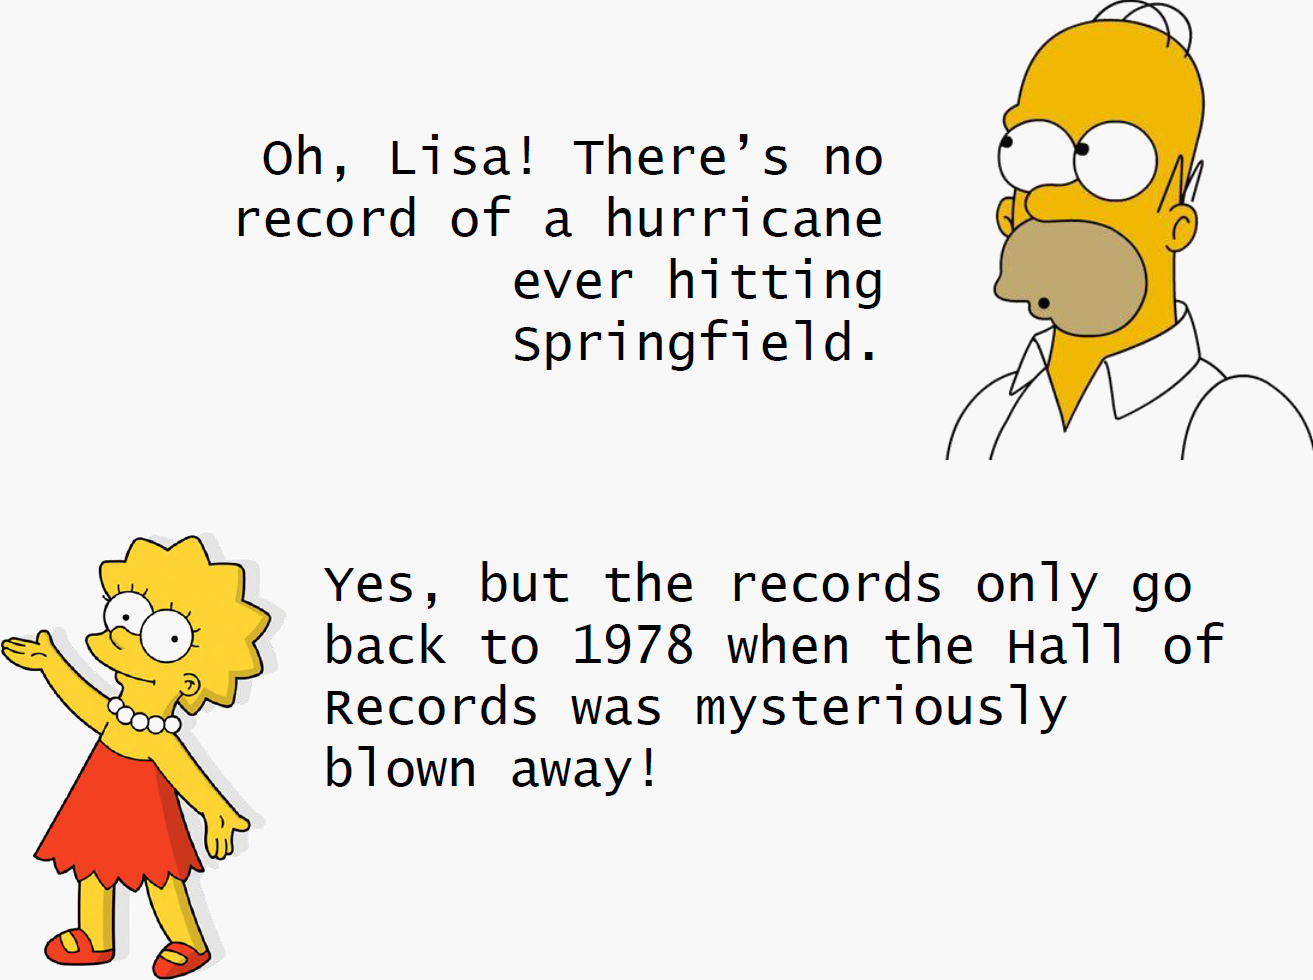 Oh, Lisa! There’s no
record of a hurricane
ever hitting
Springfield.
Yes, but the records only go
back to 1978 when the Hall of
Records was mysteriously
blown away!